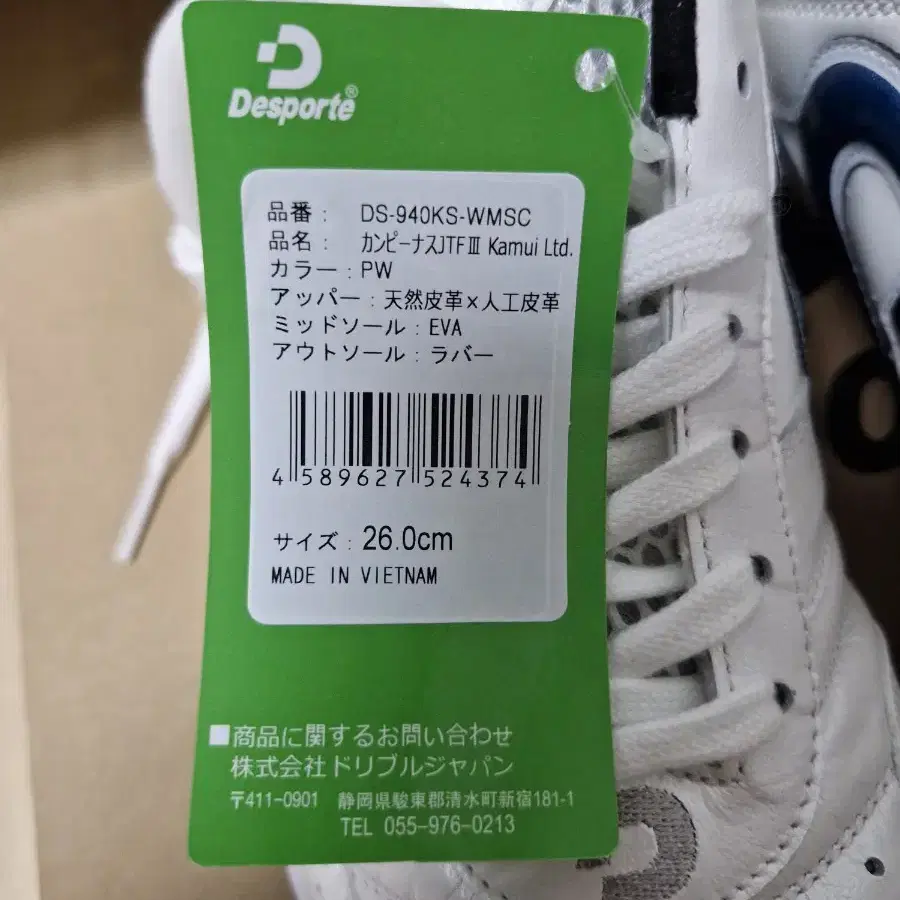 Desporte®
品番： DS-940KS-WMSC
品名： カンピーナスJTFⅢ Kamui Ltd.
カラー：PW
アッパー：天然皮革×人工皮革
ミッドソール：EVA
アウトソール：ラバー
4 589627 524374
サイズ：26.0cm
MADE IN VIETNAM
■商品に関するお問い合わせ
株式会社ドリブルジャパン
〒411-0901 静岡県駿東郡清水町新宿181-1
TEL 055-976-0213